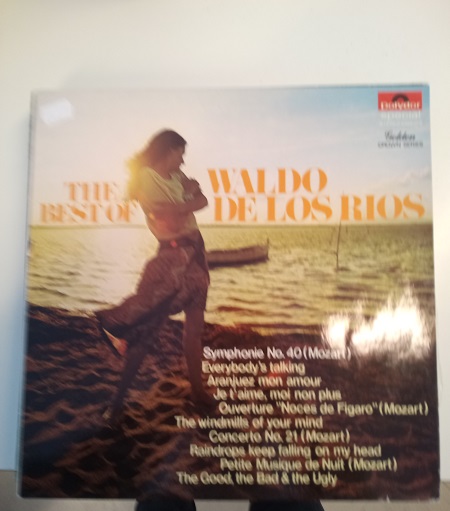 polydor
special
THE BEST OF
WALDO DE LOS RIOS
Symphonie No. 40 (Mozart)
Everybody's talking
Aranjuez mon amour
Je t'aime, moi non plus
Ouverture "Noces de Figaro" (Mozart)
The windmills of your mind
Concerto No. 21 (Mozart)
Raindrops keep falling on my head
Petite Musique de Nuit (Mozart)
The Good, the Bad & the Ugly